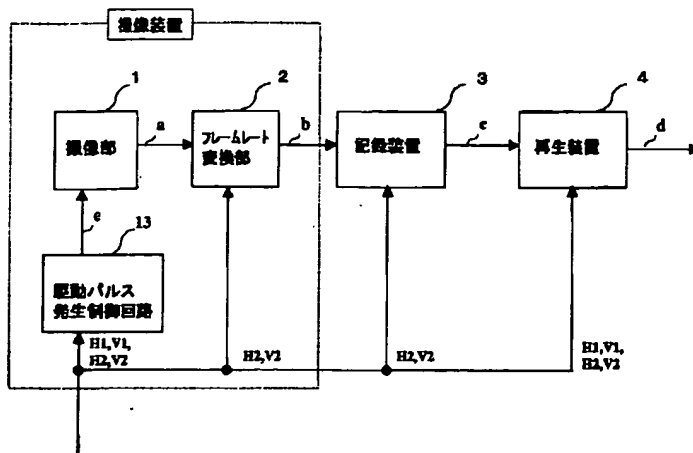 撮像装置
1
2
3
4
撮像部
a
フレームレート
変換部
b
記録装置
c
再生装置
d
e
13
駆動パルス
発生制御回路
H1,V1,
H2,V2
H2,V2
H2,V2
H1,V1,
H2,V2